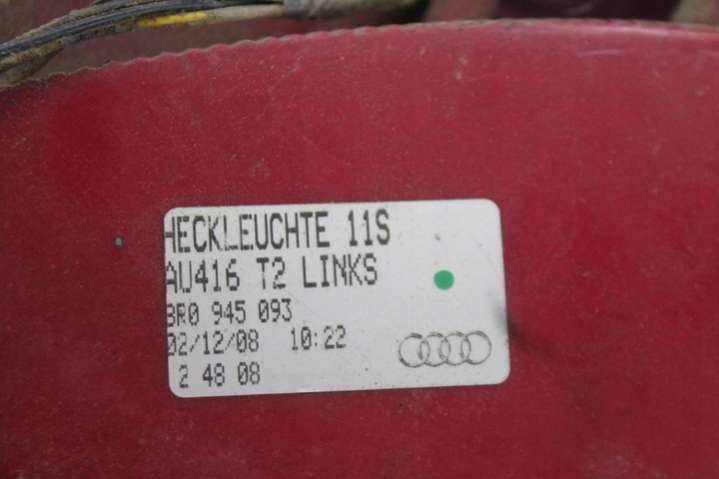 HECKLEUCHTE 11S
AU416 T2 LINKS
8R0 945 093
02/12/08 10:22
2 48 08